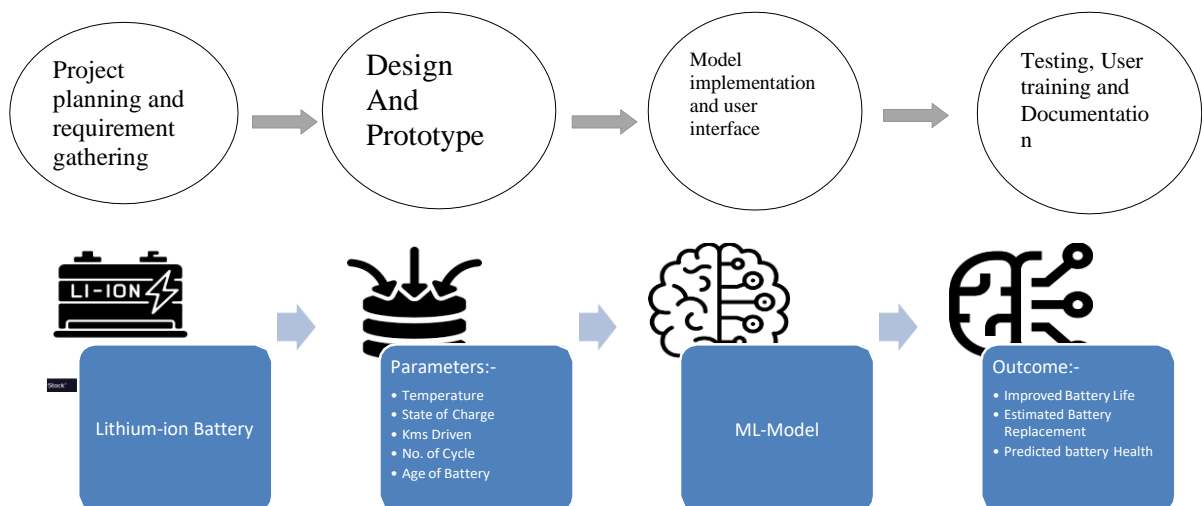 Project
planning and
requirement
gathering
Design
And
Prototype
Model
implementation
and user
interface
Testing, User
training and
Documentatio
n
LI-ION
Stock
Lithium-ion Battery
Parameters:-
• Temperature
• State of Charge
• Kms Driven
• No. of Cycle
• Age of Battery
ML-Model
Outcome:-
• Improved Battery Life
• Estimated Battery
Replacement
• Predicted battery Health